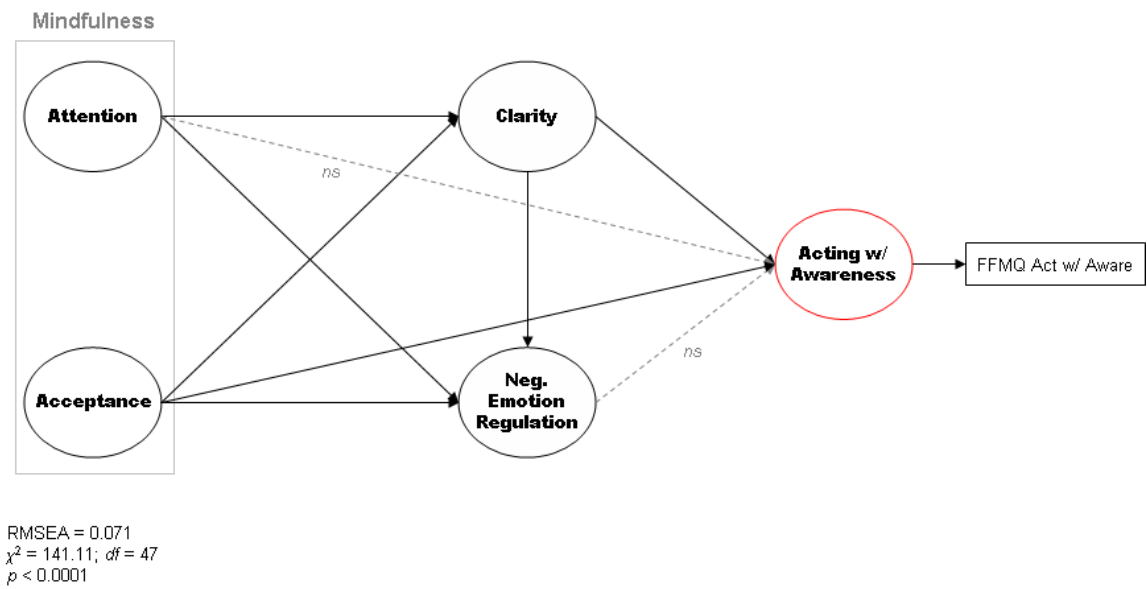 Mindfulness
Attention
Clarity
ns
Acting w/
Awareness
FFMQ Act w/ Aware
ns
Acceptance
Neg.
Emotion
Regulation
RMSEA = 0.071
χ² = 141.11; df = 47
p < 0.0001